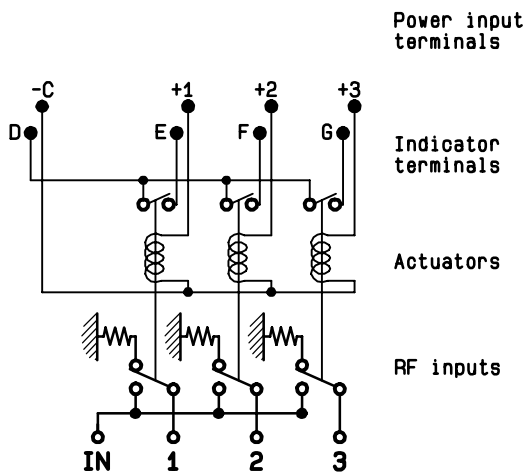 Power input
terminals
-C +1 +2 +3
D E F G
Indicator
terminals
Actuators
RF inputs
IN 1 2 3